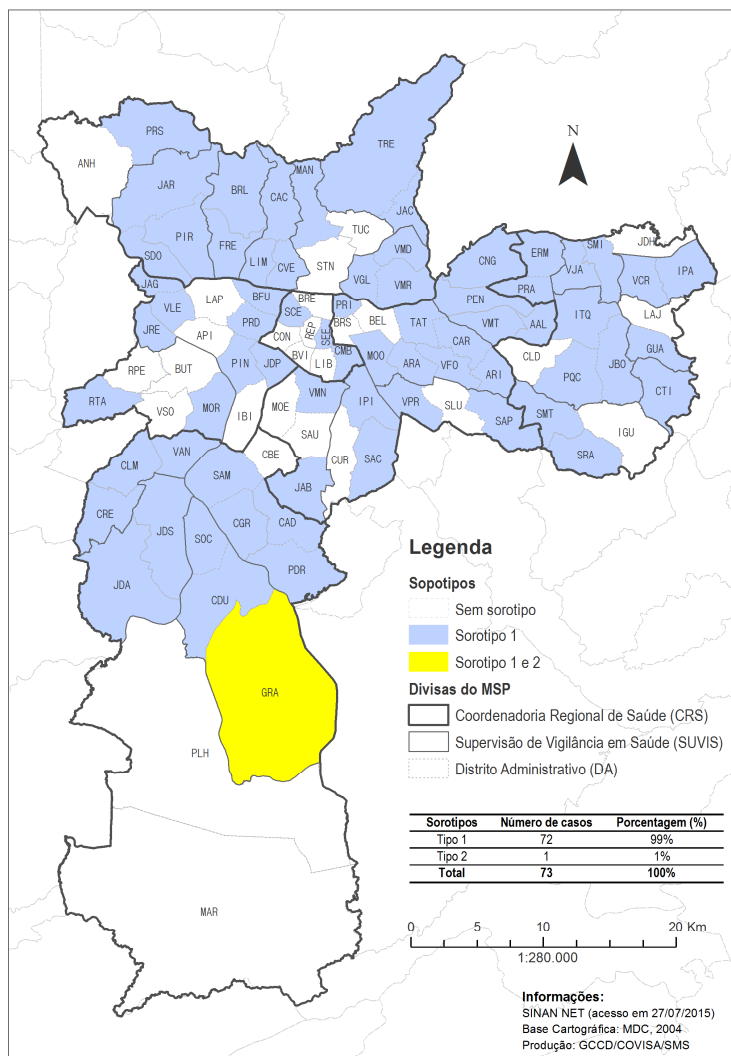 N
PRS
TRE
ANH
MAN
JAR
BRL
CAC
JAC
TUC
PIR
FRE
VMD
JDH
SMI
ERM
SDO
LIM
CVE
STN
CNG
VJA
IPA
JAG
VGL
VMR
VCR
PRA
LAP
BFU
BRE
PRI
PEN
VLE
SCE
ITQ
LAJ
JRE
PRD
REP
SEE
BRS
BEL
TAT
VMT
AAL
API
CON
CAR
GUA
BVI
CMB
MOO
CLD
RPE
BUT
PIN
JDP
LIB
ARA
VFO
JBO
ARI
PQC
CTI
RTA
VSO
MOR
IBI
MOE
VMN
IPI
VPR
SLU
SMT
SAP
SAU
IGU
VAN
CBE
CUR
SAC
SRA
CLM
SAM
JAB
CRE
JDS
SOC
CGR
CAD
JDA
PDR
CDU
GRA
PLH
MAR
Legenda
Sopotipos
Sem sorotipo
Sorotipo 1
Sorotipo 1 e 2
Divisas do MSP
Coordenadoria Regional de Saúde (CRS)
Supervisão de Vigilância em Saúde (SUVIS)
Distrito Administrativo (DA)
Sorotipos Número de casos Porcentagem (%)
Tipo 1 72 99%
Tipo 2 1 1%
Total 73 100%
0 5 10 20 Km
1:280.000
Informações:
SINAN NET (acesso em 27/07/2015)
Base Cartográfica: MDC, 2004
Produção: GCCD/COVISA/SMS